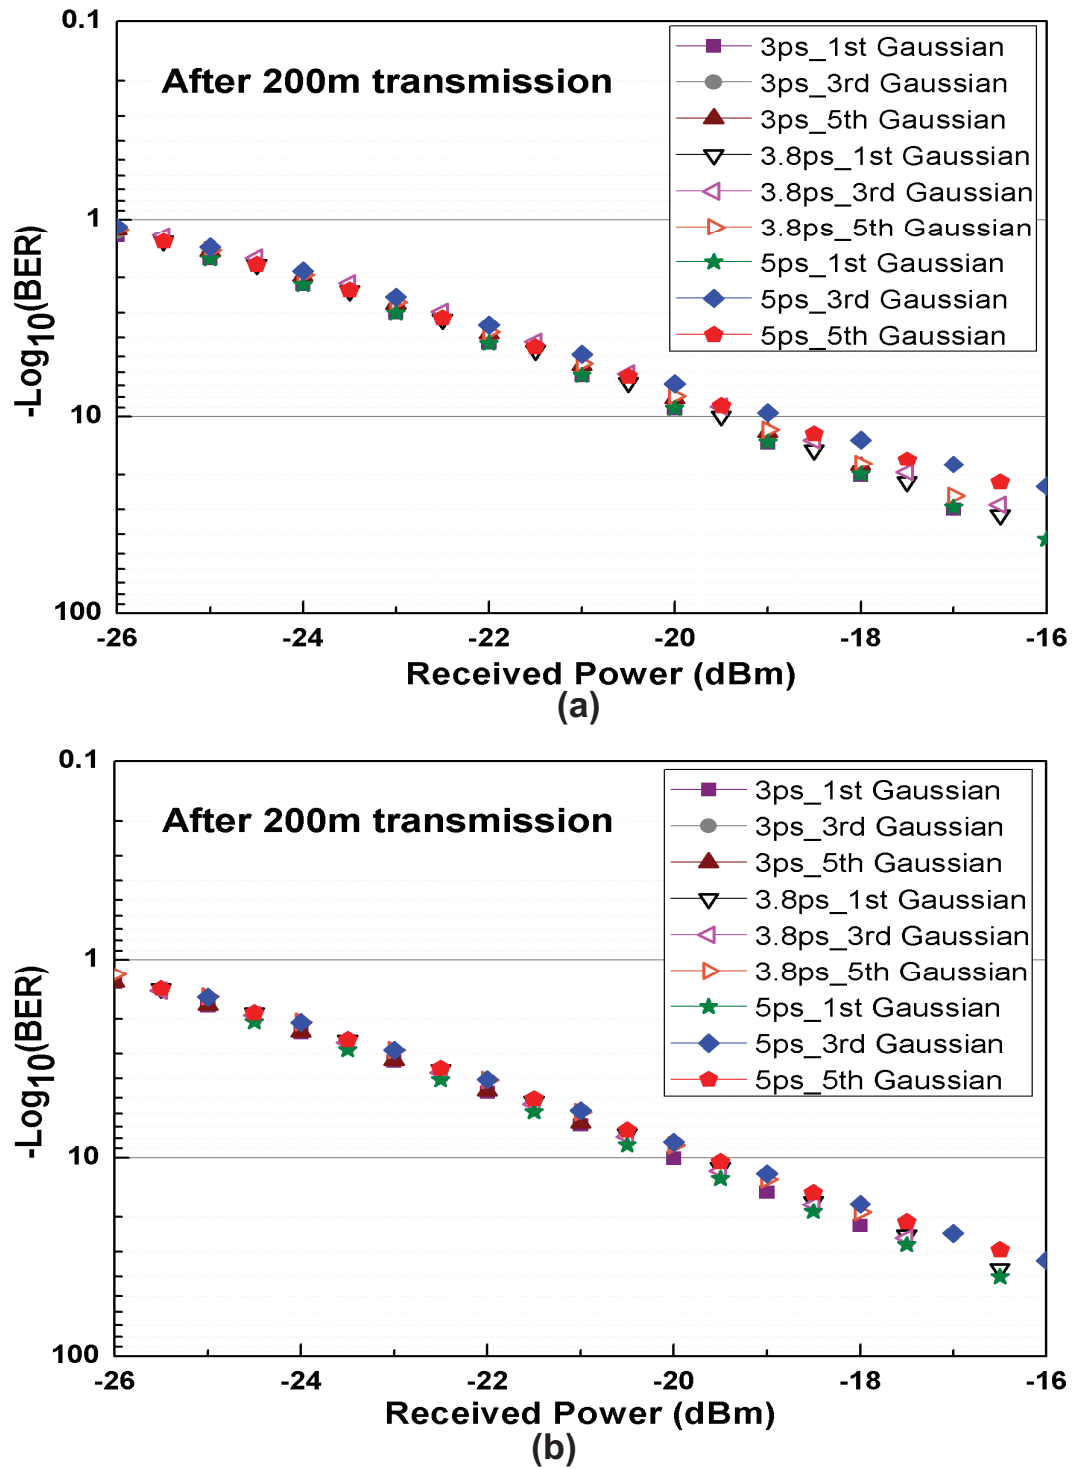 0.1
After 200m transmission
3ps_1st Gaussian
3ps_3rd Gaussian
3ps_5th Gaussian
3.8ps_1st Gaussian
3.8ps_3rd Gaussian
3.8ps_5th Gaussian
5ps_1st Gaussian
5ps_3rd Gaussian
5ps_5th Gaussian
1
10
100
-Log10(BER)
-26 -24 -22 -20 -18 -16
Received Power (dBm)
(a)
0.1
After 200m transmission
3ps_1st Gaussian
3ps_3rd Gaussian
3ps_5th Gaussian
3.8ps_1st Gaussian
3.8ps_3rd Gaussian
3.8ps_5th Gaussian
5ps_1st Gaussian
5ps_3rd Gaussian
5ps_5th Gaussian
1
10
100
-Log10(BER)
-26 -24 -22 -20 -18 -16
Received Power (dBm)
(b)